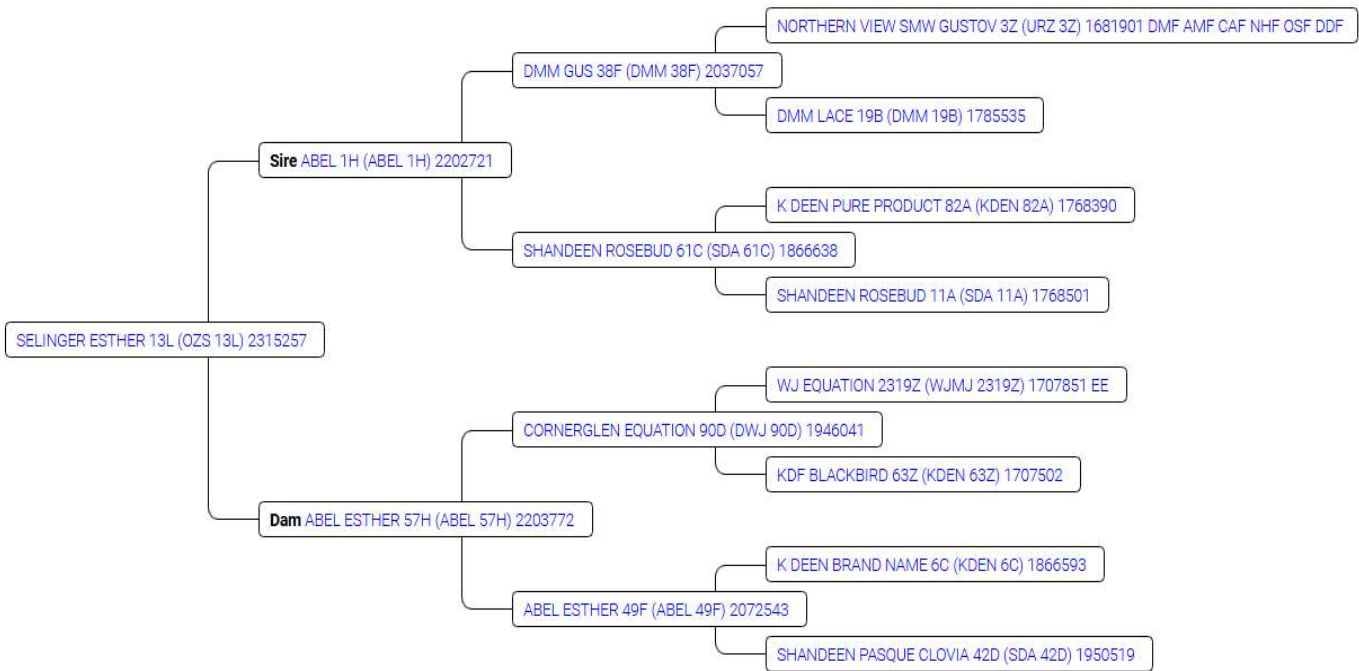 NORTHERN VIEW SMW GUSTOV 3Z (URZ 3Z) 1681901 DMF AMF CAF NHF OSF DDF
DMM GUS 38F (DMM 38F) 2037057
DMM LACE 19B (DMM 19B) 1785535
Sire ABEL 1H (ABEL 1H) 2202721
K DEEN PURE PRODUCT 82A (KDEN 82A) 1768390
SHANDEEN ROSEBUD 61C (SDA 61C) 1866638
SHANDEEN ROSEBUD 11A (SDA 11A) 1768501
SELINGER ESTHER 13L (OZS 13L) 2315257
WJ EQUATION 2319Z (WJMJ 2319Z) 1707851 EE
CORNERGLEN EQUATION 90D (DWJ 90D) 1946041
KDF BLACKBIRD 63Z (KDEN 63Z) 1707502
Dam ABEL ESTHER 57H (ABEL 57H) 2203772
K DEEN BRAND NAME 6C (KDEN 6C) 1866593
ABEL ESTHER 49F (ABEL 49F) 2072543
SHANDEEN PASQUE CLOVIA 42D (SDA 42D) 1950519